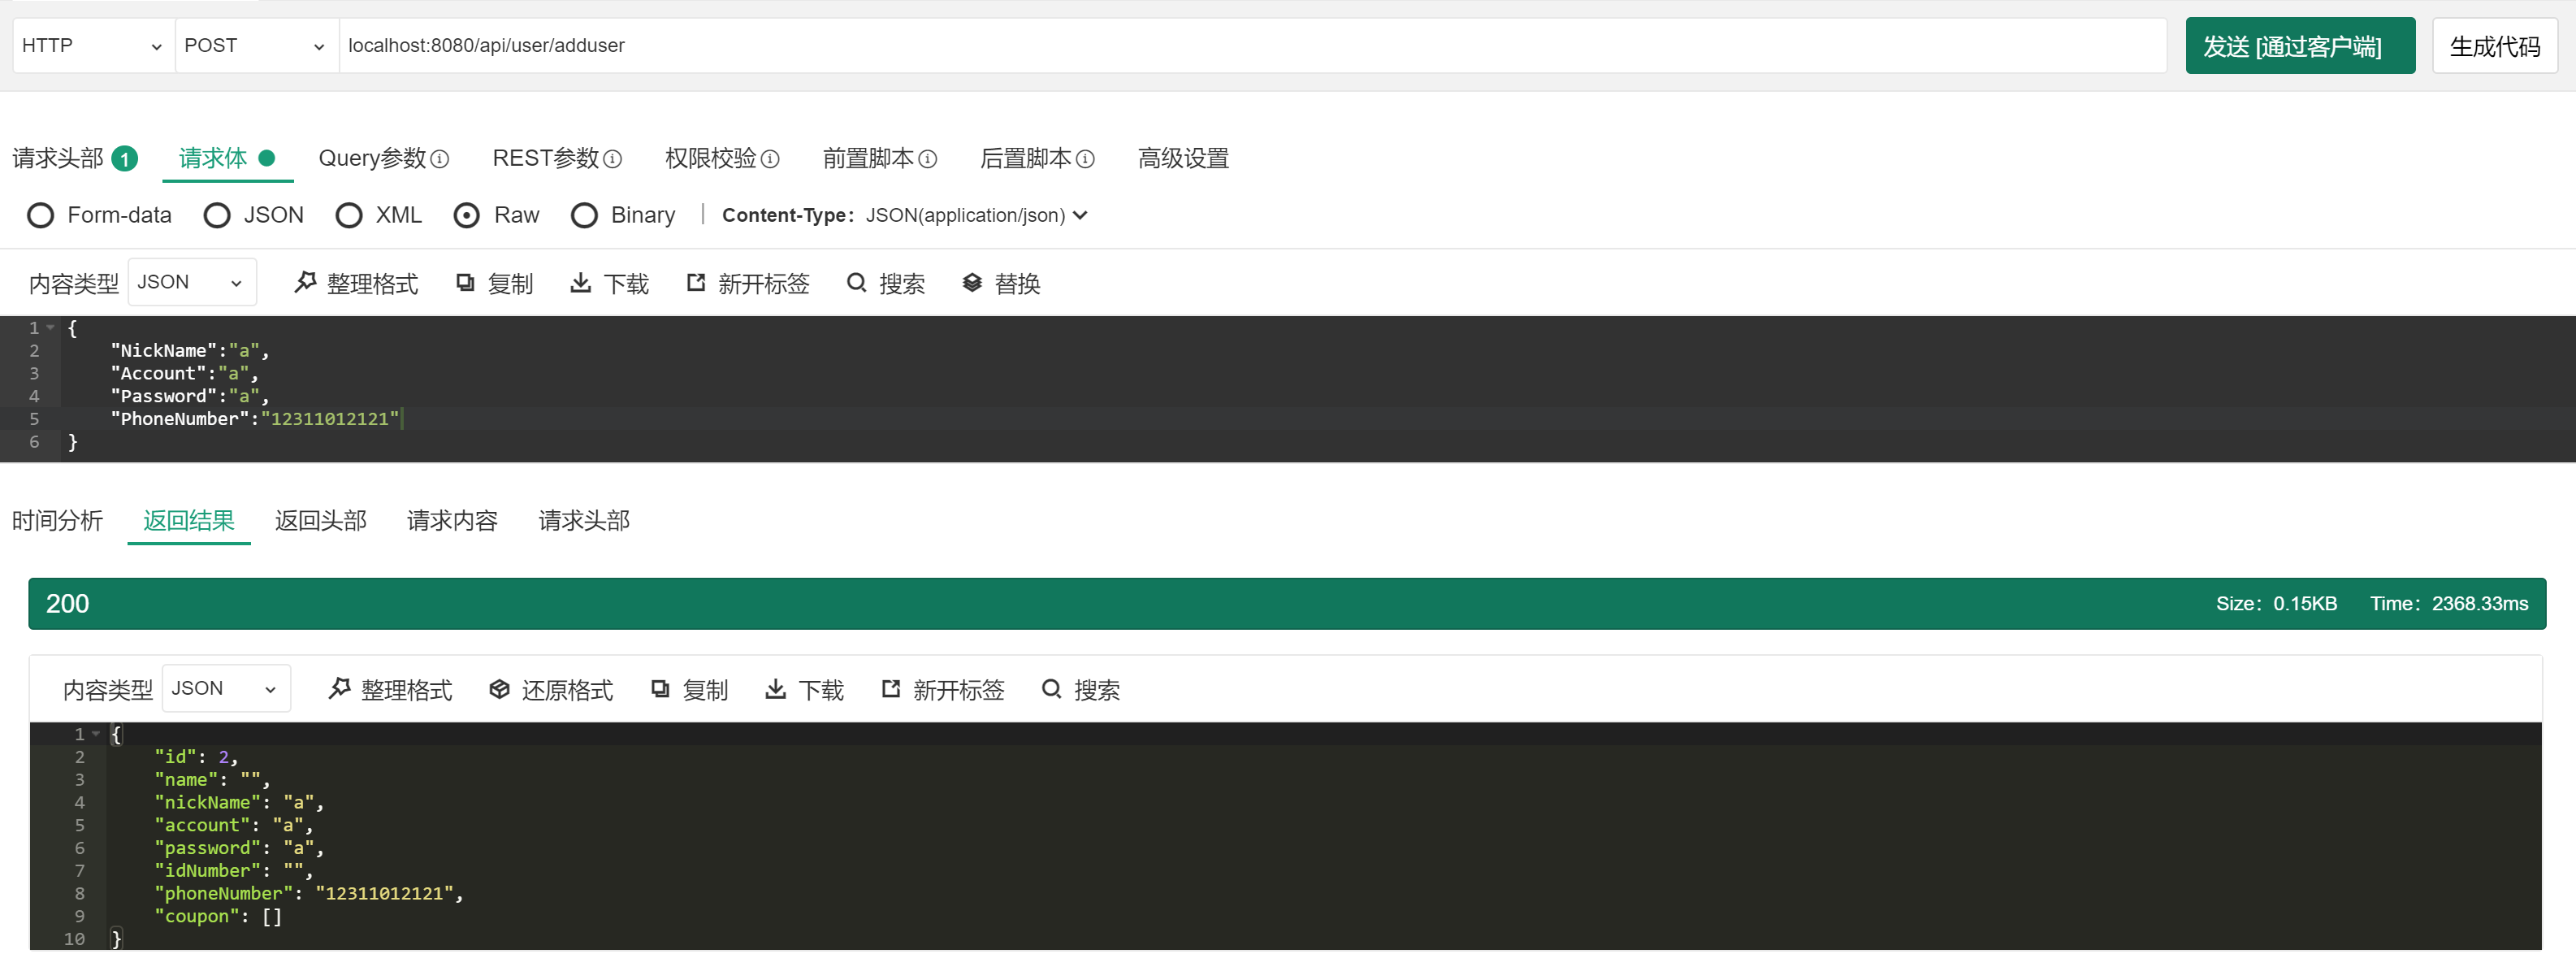 HTTP POST localhost:8080/api/user/adduser 发送 [通过客户端] 生成代码
请求头部 1 请求体 Query参数 REST参数 权限校验 前置脚本 后置脚本 高级设置
Form-data JSON XML Raw Binary | Content-Type：JSON(application/json)
内容类型 JSON 整理格式 复制 下载 新开标签 搜索 替换
1 {
2 "NickName":"a",
3 "Account":"a",
4 "Password":"a",
5 "PhoneNumber":"12311012121"
6 }
时间分析 返回结果 返回头部 请求内容 请求头部
200 Size：0.15KB Time：2368.33ms
内容类型 JSON 整理格式 还原格式 复制 下载 新开标签 搜索
1 {
2 "id": 2,
3 "name": "",
4 "nickName": "a",
5 "account": "a",
6 "password": "a",
7 "idNumber": "",
8 "phoneNumber": "12311012121",
9 "coupon": []
10 }